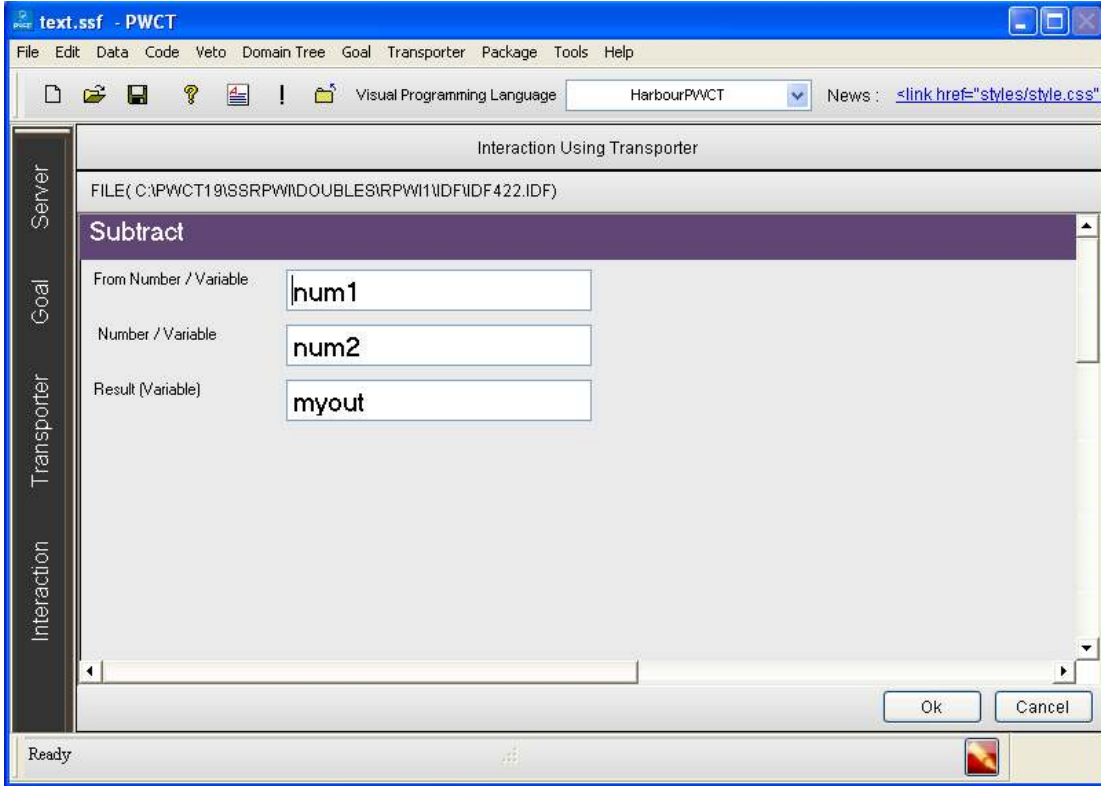 text.ssf - PWCT
File Edit Data Code Veto Domain Tree Goal Transporter Package Tools Help
Visual Programming Language HarbourPWCT News : <link href="styles/style.css"
Interaction Using Transporter
FILE( C:\PWCT19\SSRPWI\DOUBLES\RPWI1\IDF\IDF422.IDF)
Server
Goal
Transporter
Interaction
Subtract
From Number / Variable num1
Number / Variable num2
Result (Variable) myout
Ok Cancel
Ready